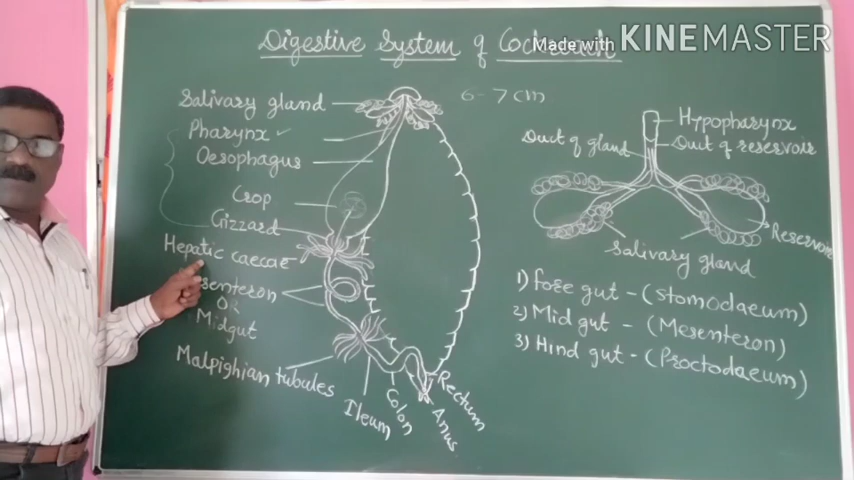 Digestive System of Cockroach
Made with KINEMASTER
6-7 cm
Salivary gland
Pharynx ✓
Oesophagus
Crop
Gizzard
Hepatic caecae
senteron
OR
Midgut
Malpighian tubules
Ileum
Colon
Rectum
Anus
Hypopharynx
Duct of gland
Duct of reservoir
Reservoir
Salivary gland
1) Fore gut - (Stomodaeum)
2) Mid gut - (Mesenteron)
3) Hind gut - (Proctodaeum)